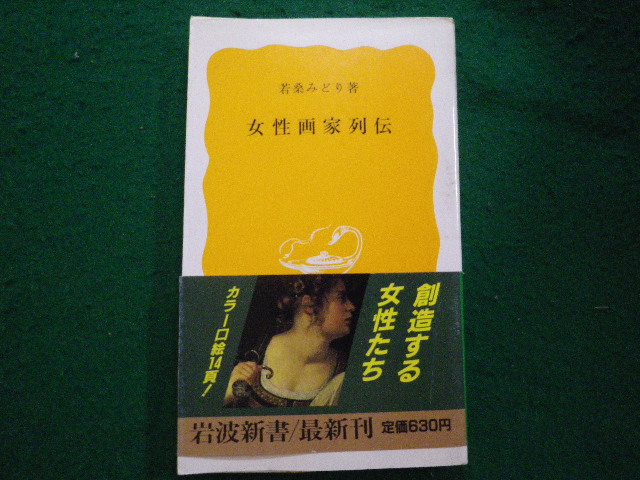 若桑みどり著
女性画家列伝
創造する
女性たち
カラー口絵14頁!
岩波新書/最新刊 定価630円